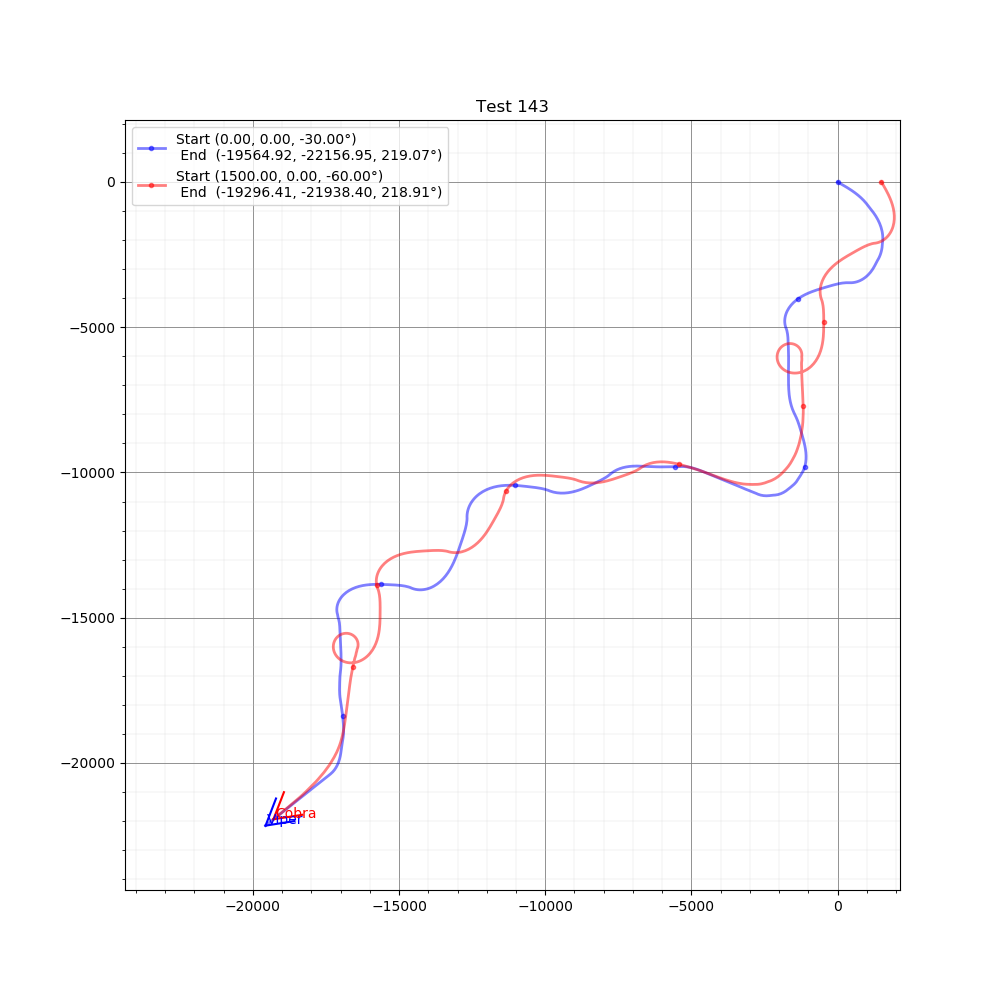 Test 143
Start (0.00, 0.00, -30.00°)
End (-19564.92, -22156.95, 219.07°)
Start (1500.00, 0.00, -60.00°)
End (-19296.41, -21938.40, 218.91°)
0
−5000
−10000
−15000
−20000
Cobra
Viper
−20000 −15000 −10000 −5000 0